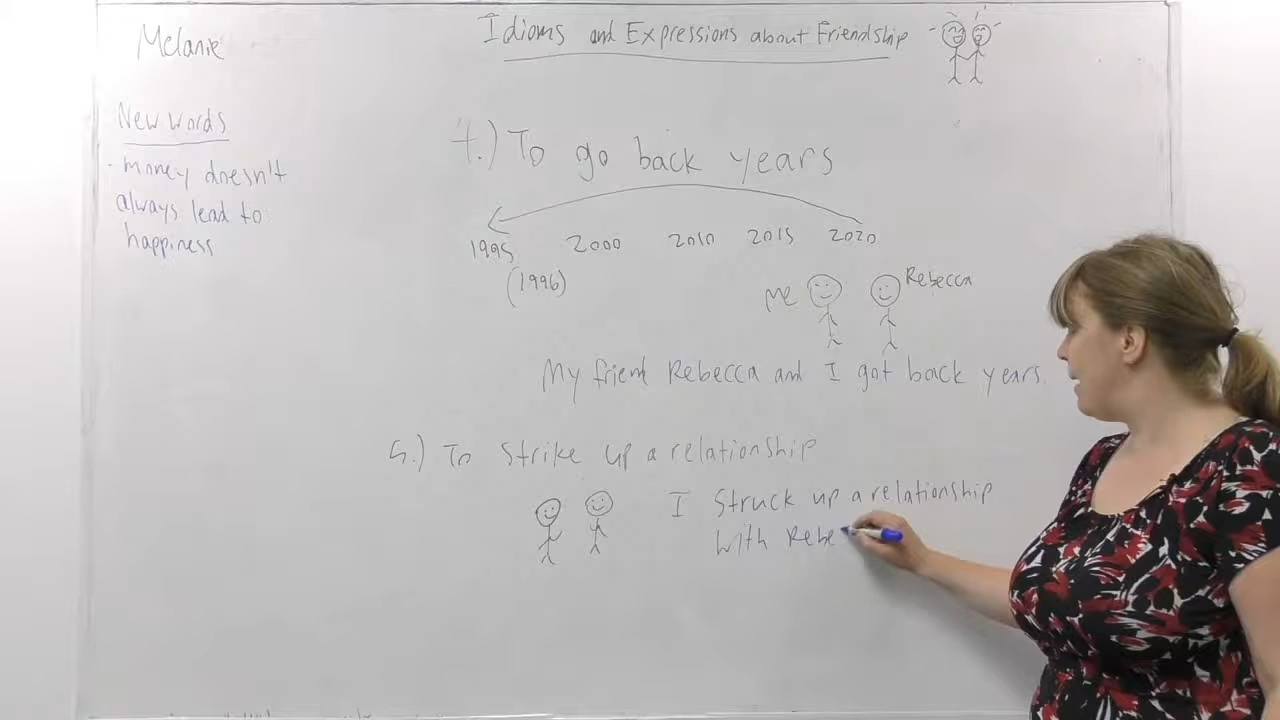 Melanie
Idioms and Expressions about Friendship
New words
- money doesn't
always lead to
happiness
4.) To go back years
1995 2000 2010 2015 2020
(1996)
Me Rebecca
My friend Rebecca and I got back years.
5.) To strike up a relationship
I struck up a relationship
with Rebe